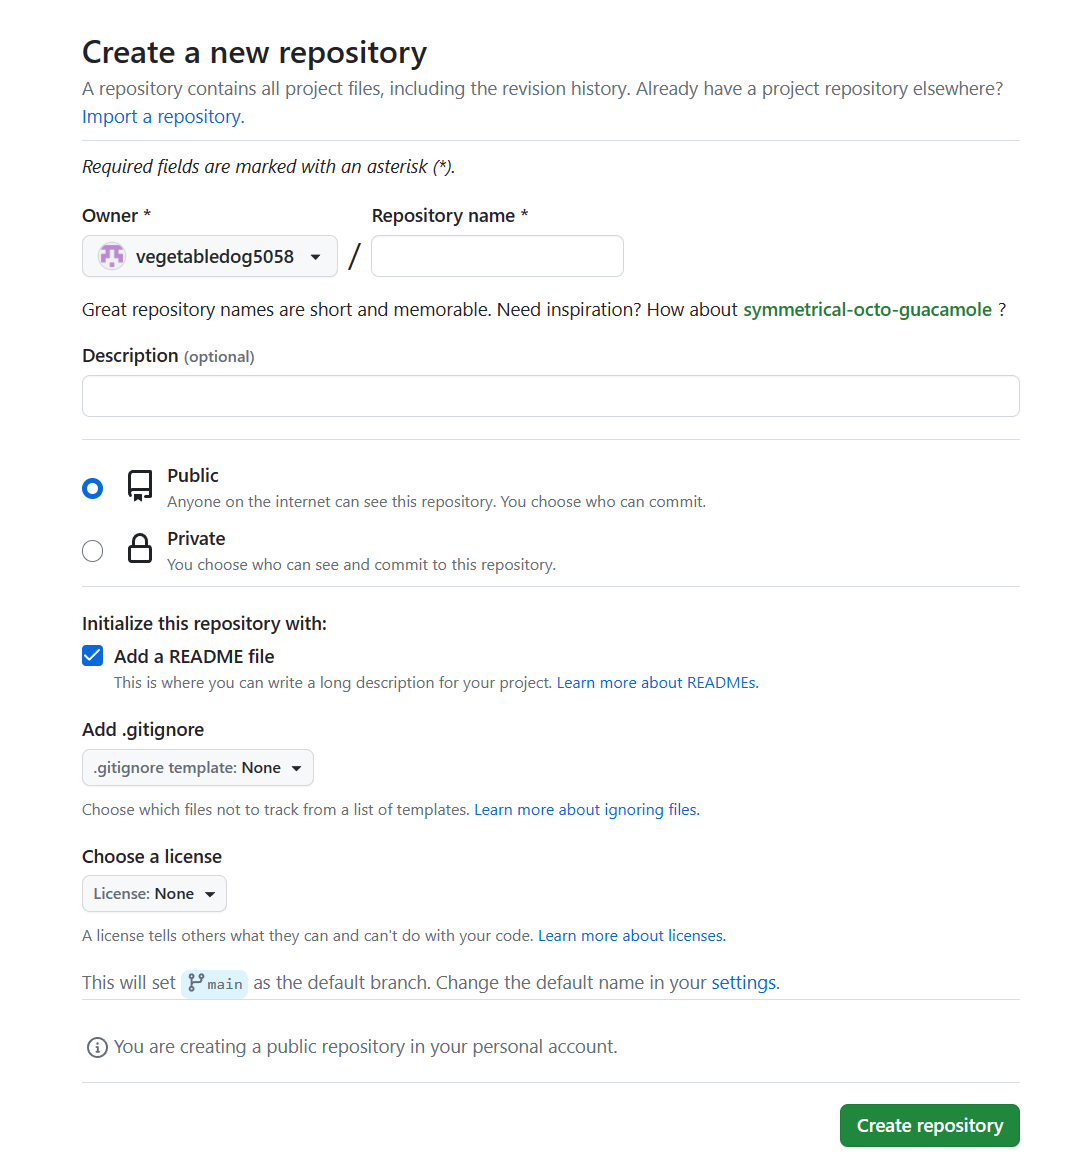 Create a new repository
A repository contains all project files, including the revision history. Already have a project repository elsewhere?
Import a repository.
Required fields are marked with an asterisk (*).
Owner * Repository name *
vegetabledog5058 /
Great repository names are short and memorable. Need inspiration? How about symmetrical-octo-guacamole ?
Description (optional)
Public
Anyone on the internet can see this repository. You choose who can commit.
Private
You choose who can see and commit to this repository.
Initialize this repository with:
Add a README file
This is where you can write a long description for your project. Learn more about READMEs.
Add .gitignore
.gitignore template: None
Choose which files not to track from a list of templates. Learn more about ignoring files.
Choose a license
License: None
A license tells others what they can and can't do with your code. Learn more about licenses.
This will set main as the default branch. Change the default name in your settings.
You are creating a public repository in your personal account.
Create repository